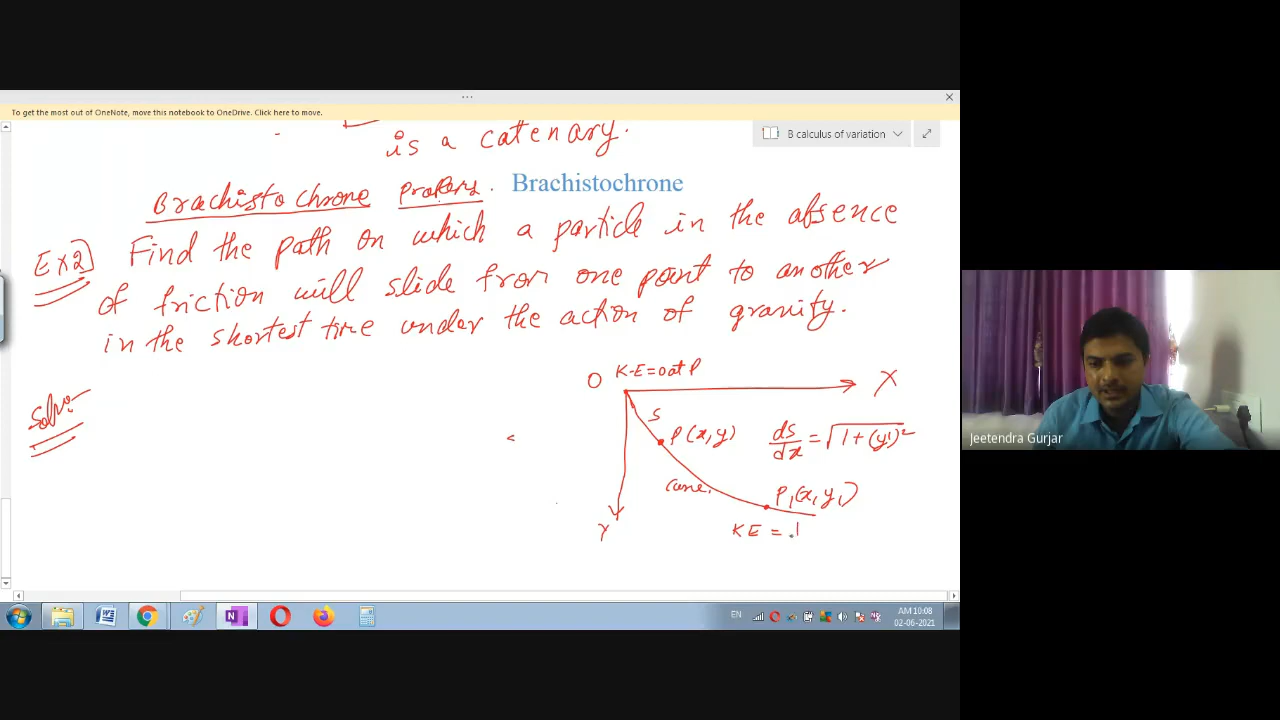 To get the most out of OneNote, move this notebook to OneDrive. Click here to move.
B calculus of variation
is a catenary.
Brachistochrone Brachistochrone
Ex2) Find the path on which a particle in the absence
of friction will slide from one point to another
in the shortest time under the action of gravity.
Soln:-
O K·E=0 at P X
S
P(x,y) ds/dx = √1+(y')²
curve.
P₁(x₁ y₁)
Y KE = 1
Jeetendra Gurjar
EN
AM 10:08
02-06-2021